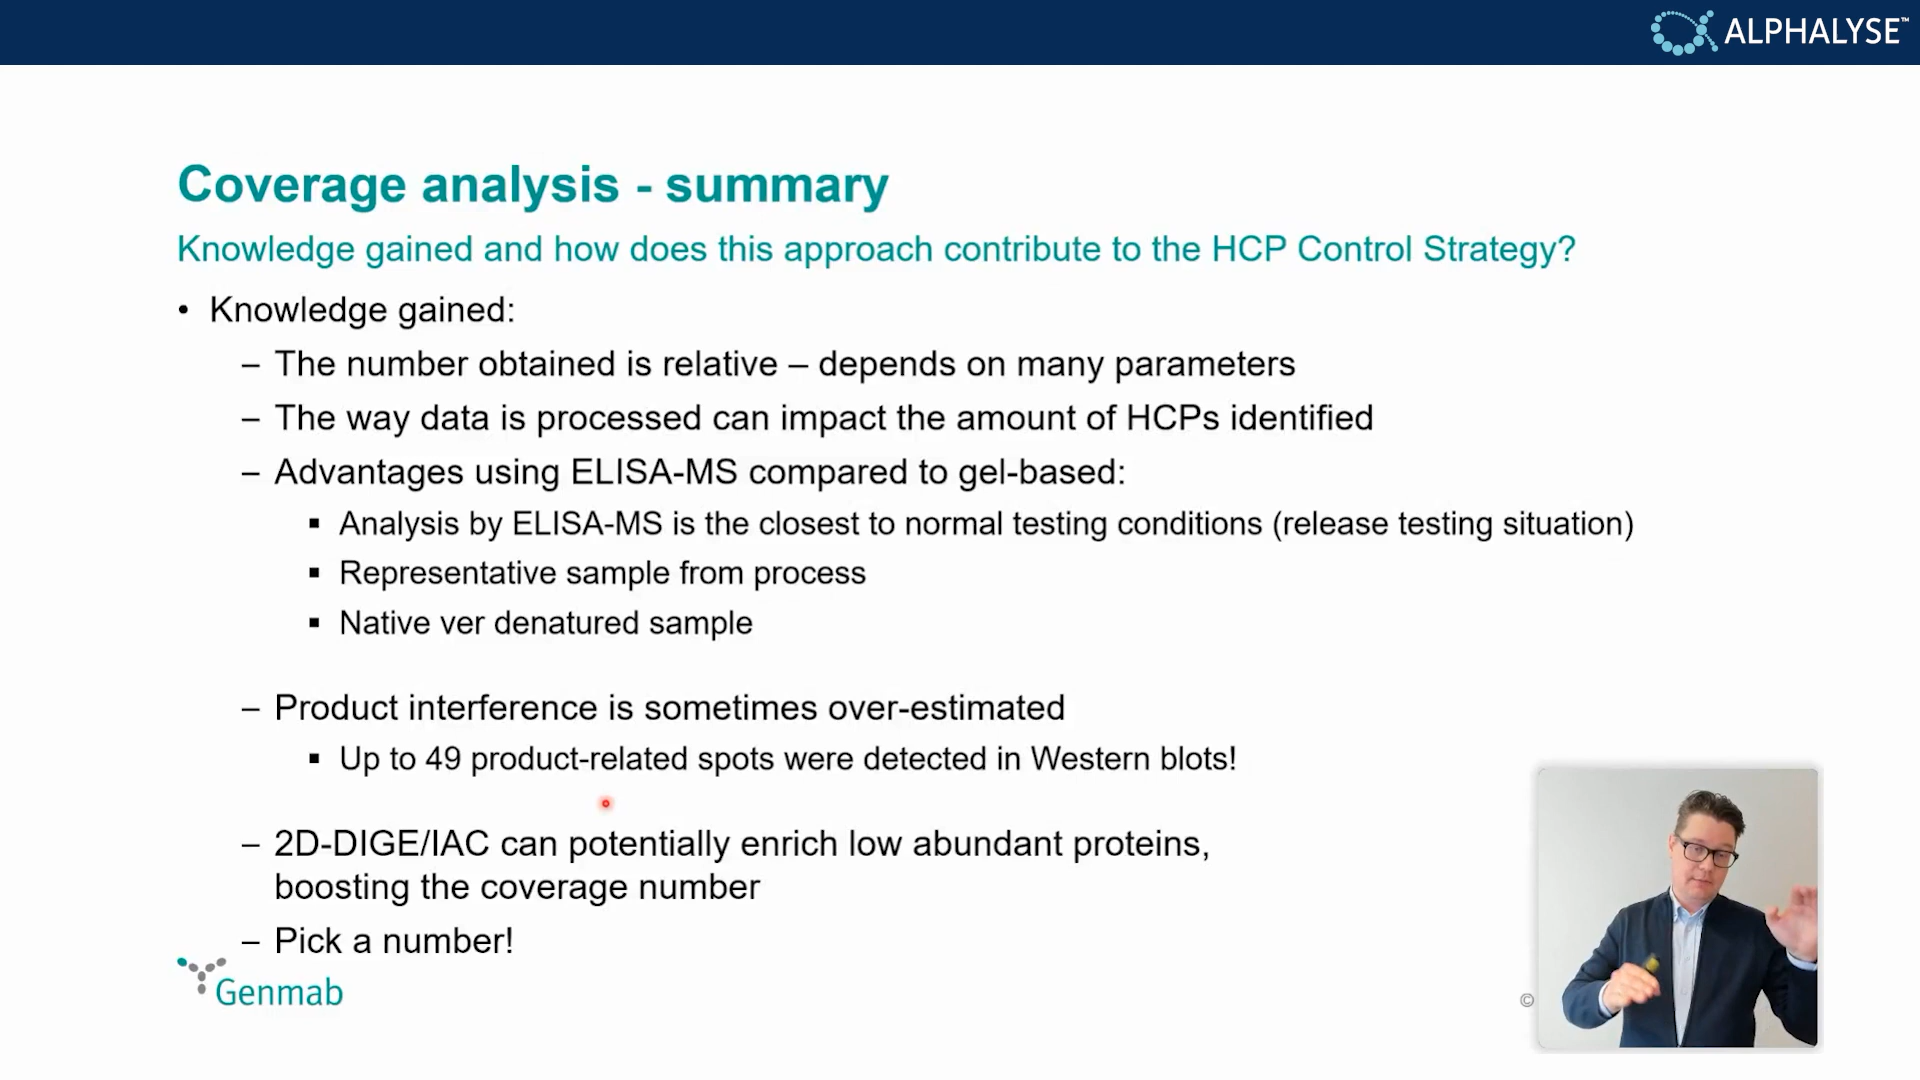 ALPHALYSE™
Coverage analysis - summary
Knowledge gained and how does this approach contribute to the HCP Control Strategy?
• Knowledge gained:
– The number obtained is relative – depends on many parameters
– The way data is processed can impact the amount of HCPs identified
– Advantages using ELISA-MS compared to gel-based:
▪ Analysis by ELISA-MS is the closest to normal testing conditions (release testing situation)
▪ Representative sample from process
▪ Native ver denatured sample
– Product interference is sometimes over-estimated
▪ Up to 49 product-related spots were detected in Western blots!
– 2D-DIGE/IAC can potentially enrich low abundant proteins,
boosting the coverage number
– Pick a number!
Genmab
©